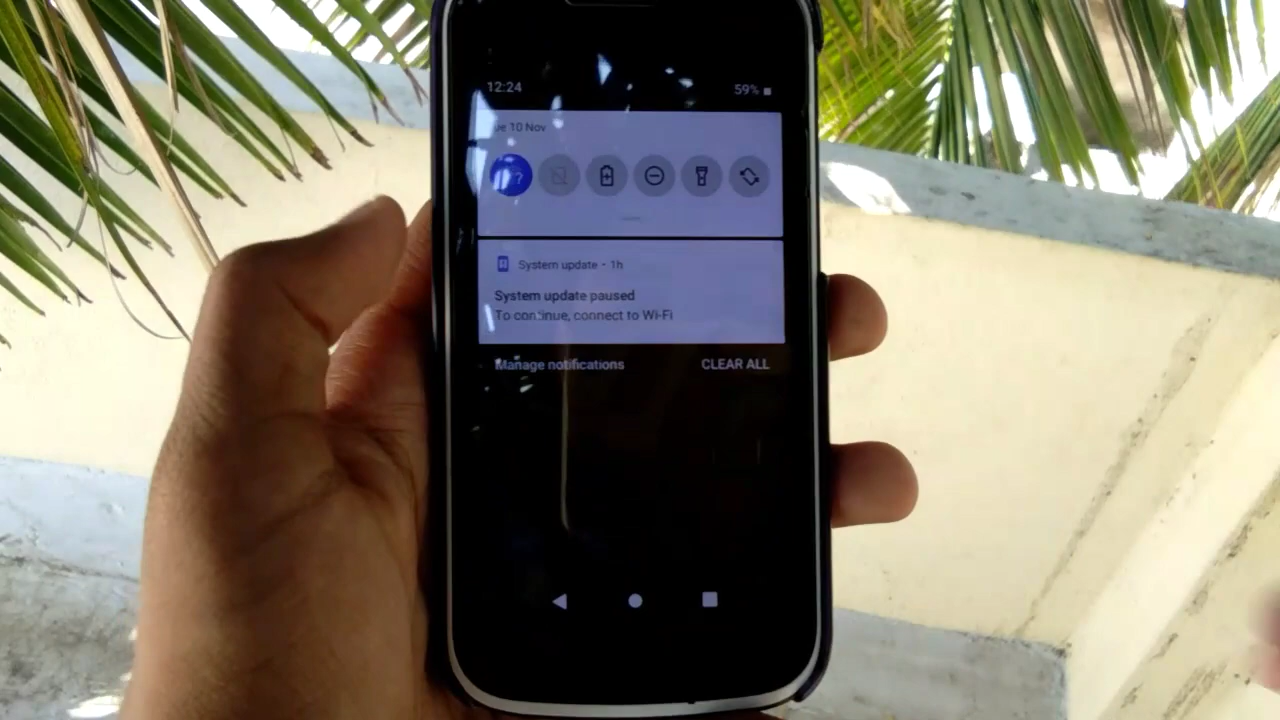 12:24
59%
ue 10 Nov
?
System update • 1h
System update paused
To continue, connect to Wi-Fi
Manage notifications
CLEAR ALL